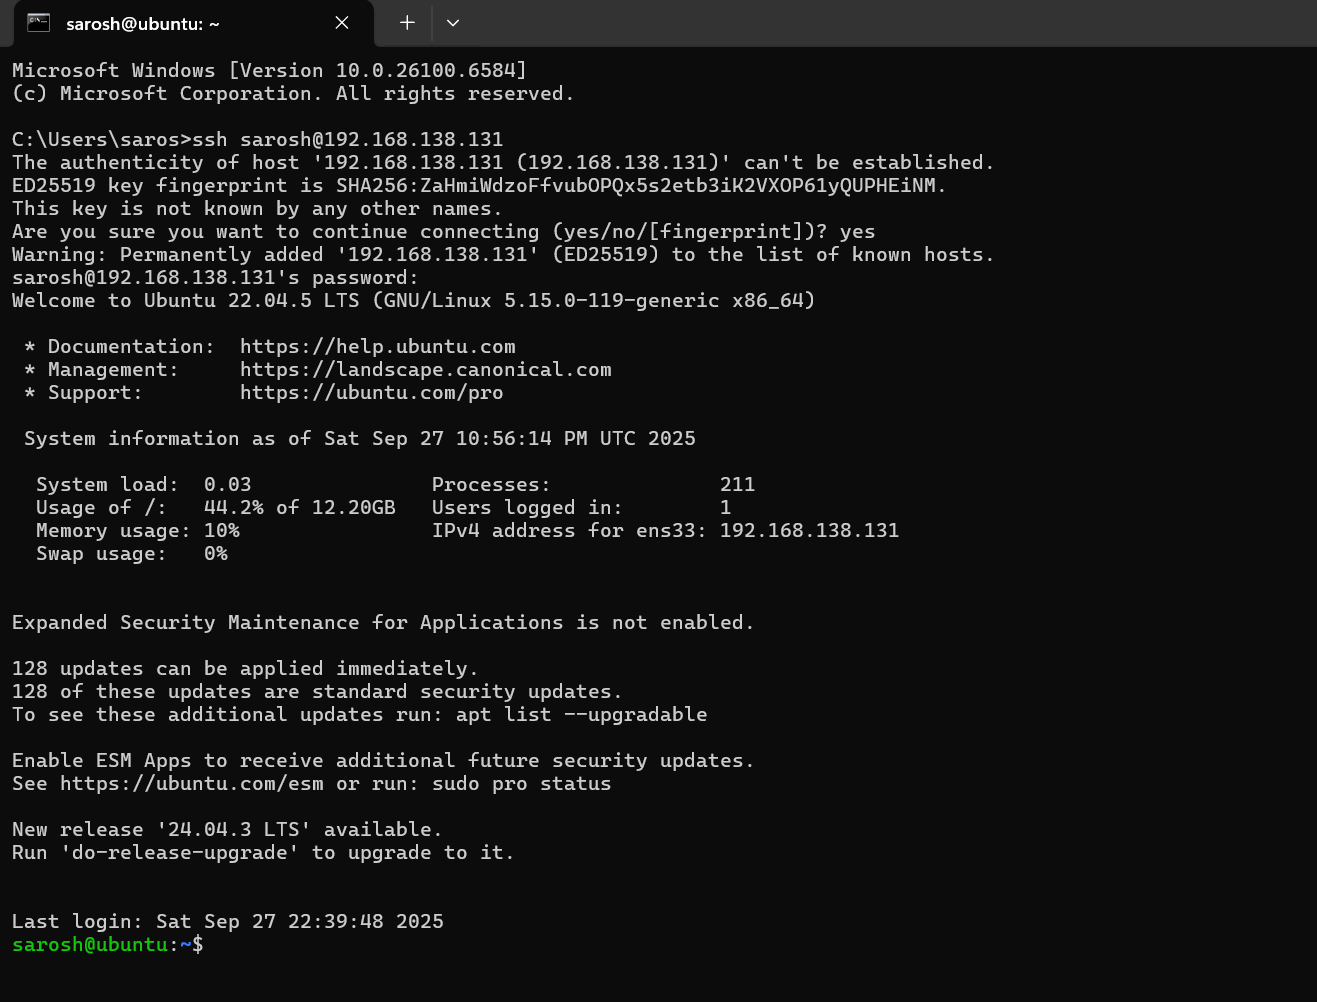 sarosh@ubuntu: ~
Microsoft Windows [Version 10.0.26100.6584]
(c) Microsoft Corporation. All rights reserved.
C:\Users\saros>ssh sarosh@192.168.138.131
The authenticity of host '192.168.138.131 (192.168.138.131)' can't be established.
ED25519 key fingerprint is SHA256:ZaHmiWdzoFfvubOPQx5s2etb3iK2VXOP61yQUPHEiNM.
This key is not known by any other names.
Are you sure you want to continue connecting (yes/no/[fingerprint])? yes
Warning: Permanently added '192.168.138.131' (ED25519) to the list of known hosts.
sarosh@192.168.138.131's password:
Welcome to Ubuntu 22.04.5 LTS (GNU/Linux 5.15.0-119-generic x86_64)
* Documentation:  https://help.ubuntu.com
* Management:     https://landscape.canonical.com
* Support:        https://ubuntu.com/pro
System information as of Sat Sep 27 10:56:14 PM UTC 2025
System load:  0.03               Processes:              211
Usage of /:   44.2% of 12.20GB   Users logged in:        1
Memory usage: 10%                IPv4 address for ens33: 192.168.138.131
Swap usage:   0%
Expanded Security Maintenance for Applications is not enabled.
128 updates can be applied immediately.
128 of these updates are standard security updates.
To see these additional updates run: apt list --upgradable
Enable ESM Apps to receive additional future security updates.
See https://ubuntu.com/esm or run: sudo pro status
New release '24.04.3 LTS' available.
Run 'do-release-upgrade' to upgrade to it.
Last login: Sat Sep 27 22:39:48 2025
sarosh@ubuntu:~$